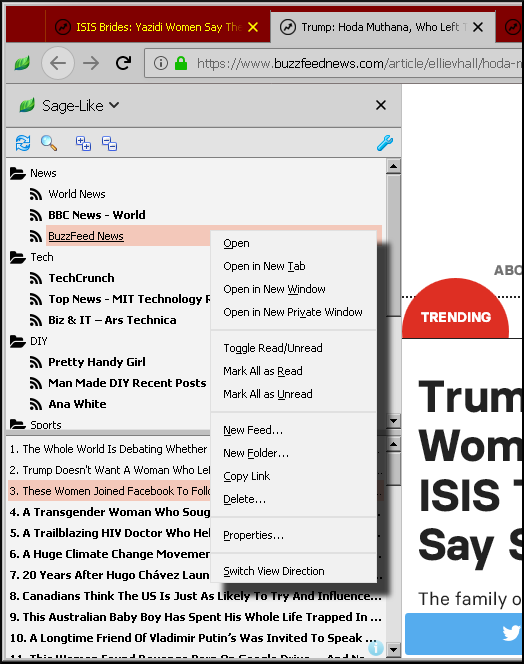 ISIS Brides: Yazidi Women Say The
Trump: Hoda Muthana, Who Left T
https://www.buzzfeednews.com/article/ellievhall/hoda-m
Sage-Like
News
World News
BBC News - World
BuzzFeed News
Tech
TechCrunch
Top News - MIT Technology R
Biz & IT – Ars Technica
DIY
Pretty Handy Girl
Man Made DIY Recent Posts
Ana White
Sports
Open
Open in New Tab
Open in New Window
Open in New Private Window
Toggle Read/Unread
Mark All as Read
Mark All as Unread
New Feed...
New Folder...
Copy Link
Delete...
Properties...
Switch View Direction
1. The Whole World Is Debating Whether
2. Trump Doesn't Want A Woman Who Lef
3. These Women Joined Facebook To Follo
4. A Transgender Woman Who Soug
5. A Trailblazing HIV Doctor Who Hel
6. A Huge Climate Change Movemen
7. 20 Years After Hugo Chávez Laun
8. Canadians Think The US Is Just As Likely To Try And Influence...
9. This Australian Baby Boy Has Spent His Whole Life Trapped In ...
10. A Longtime Friend Of Vladimir Putin's Was Invited To Speak ...
ABO
TRENDING
Trum
Wom
ISIS T
Say S
The family o